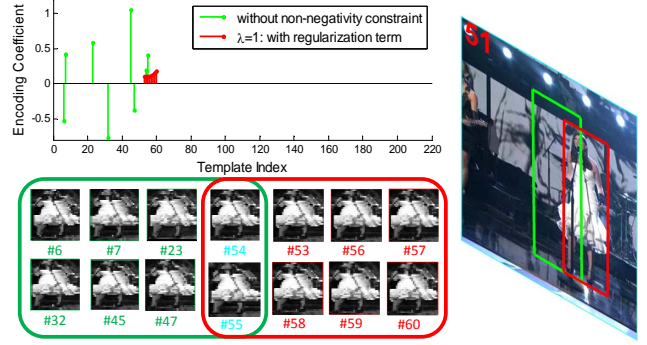 1
0.5
0
-0.5
Encoding Coefficient
without non-negativity constraint
λ=1: with regularization term
0 20 40 60 80 100 120 140 160 180 200 220
Template Index
#6 #7 #23 #54 #53 #56 #57
#32 #45 #47 #55 #58 #59 #60
51